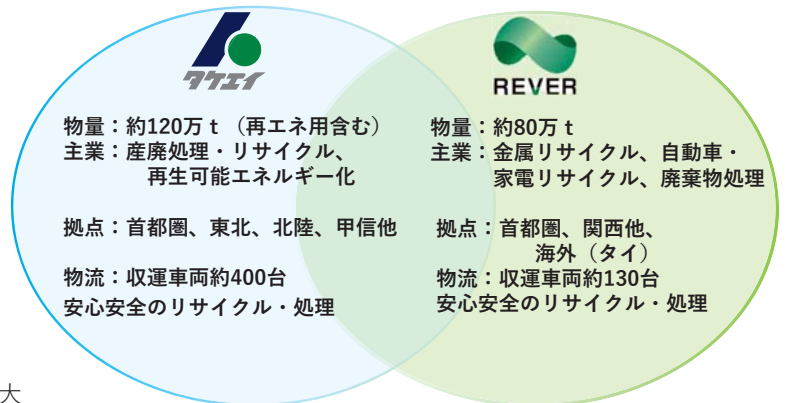 タケエイ
物量：約120万ｔ（再エネ用含む）
主業：産廃処理・リサイクル、
再生可能エネルギー化
拠点：首都圏、東北、北陸、甲信他
物流：収運車両約400台
安心安全のリサイクル・処理
REVER
物量：約80万ｔ
主業：金属リサイクル、自動車・
家電リサイクル、廃棄物処理
拠点：首都圏、関西他、
海外（タイ）
物流：収運車両約130台
安心安全のリサイクル・処理
大